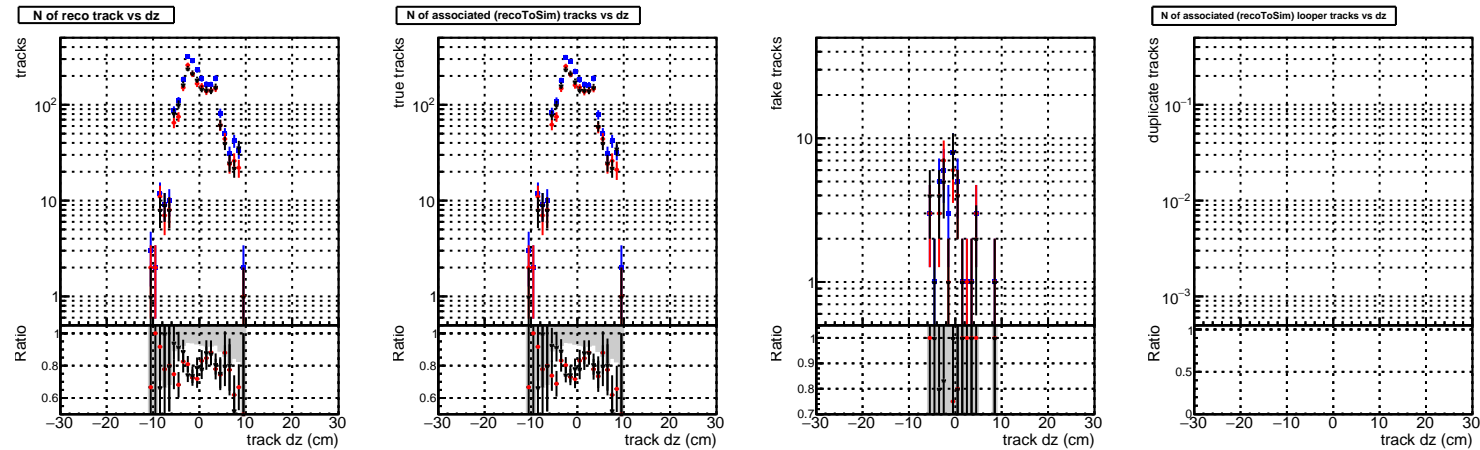 N of reco track vs dz
tracks
10²
10
1
Ratio
1
0.8
0.6
−30 −20 −10 0 10 20 30
track dz (cm)
N of associated (recoToSim) tracks vs dz
true tracks
10²
10
1
Ratio
1
0.8
0.6
−30 −20 −10 0 10 20 30
track dz (cm)
fake tracks
10
1
Ratio
1
0.9
0.8
0.7
−30 −20 −10 0 10 20 30
track dz (cm)
N of associated (recoToSim) looper tracks vs dz
duplicate tracks
10⁻¹
10⁻²
10⁻³
Ratio
1
0.5
0
−30 −20 −10 0 10 20 30
track dz (cm)